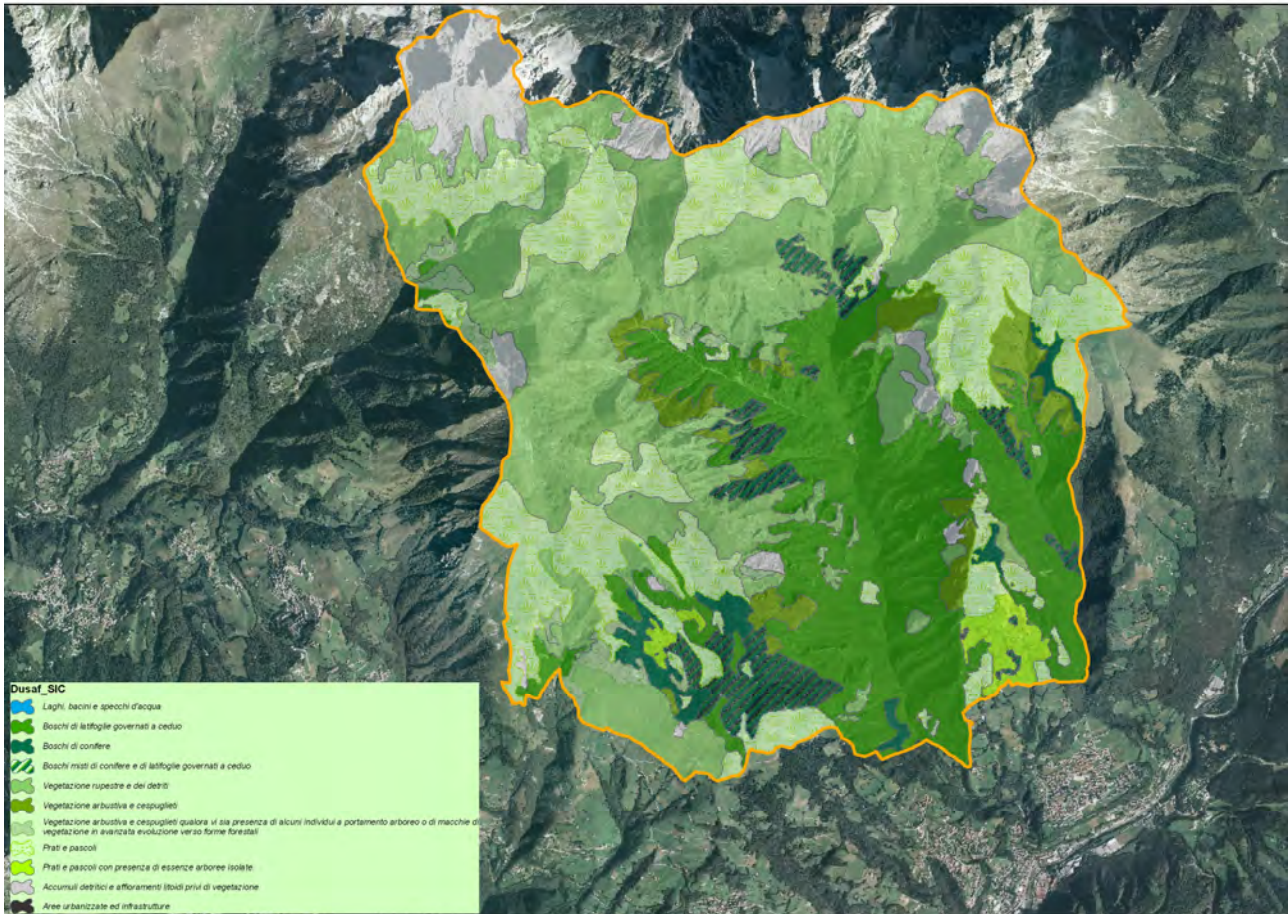 Dusaf_SIC
Laghi, bacini e specchi d'acqua
Boschi di latifoglie governati a ceduo
Boschi di conifere
Boschi misti di conifere e di latifoglie governati a ceduo
Vegetazione rupestre e dei detriti
Vegetazione arbustiva e cespuglieti
Vegetazione arbustiva e cespuglieti qualora vi sia presenza di alcuni individui a portamento arboreo o di macchie di
vegetazione in avanzata evoluzione verso forme forestali
Prati e pascoli
Prati e pascoli con presenza di essenze arboree isolate
Accumuli detritici e affioramenti litoidi privi di vegetazione
Aree urbanizzate ed infrastrutture